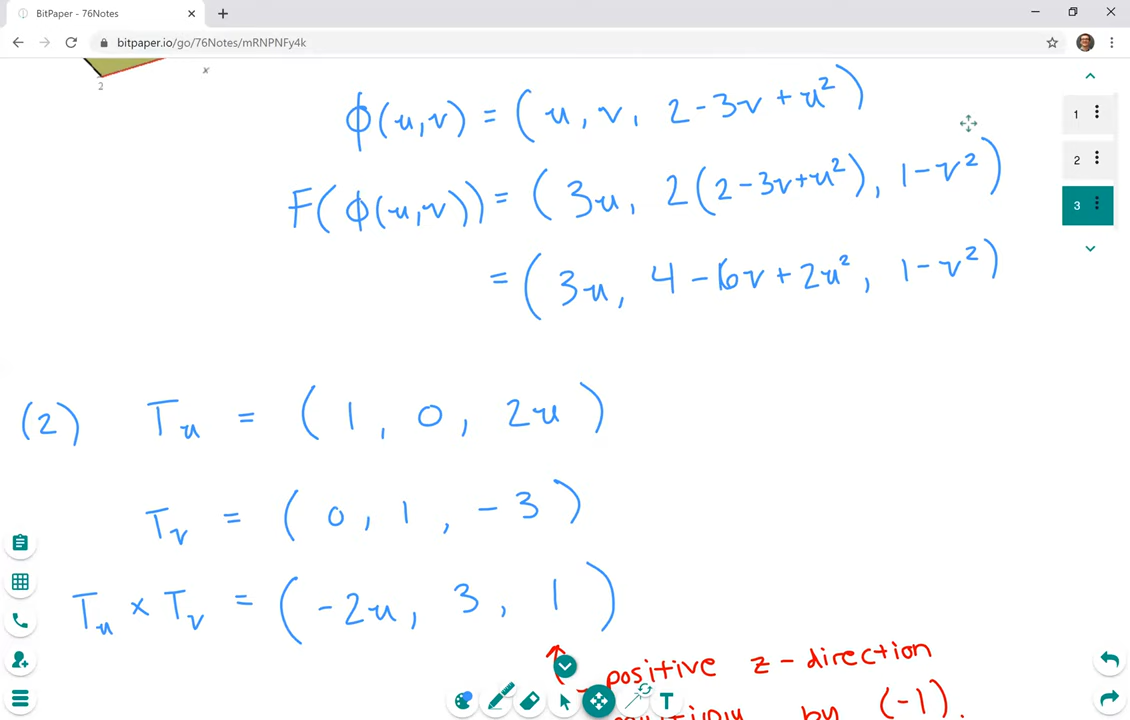 BitPaper - 76Notes
bitpaper.io/go/76Notes/mRNPNFy4k
2
x
ϕ(u,v) = (u, v, 2-3v+u²)
F(ϕ(u,v)) = (3u, 2(2-3v+u²), 1-v²)
= (3u, 4-6v+2u², 1-v²)
(2) Tᵤ = (1, 0, 2u)
Tᵥ = (0, 1, -3)
Tᵤ × Tᵥ = (-2u, 3, 1)
positive z-direction
by (-1).
1
2
3
T